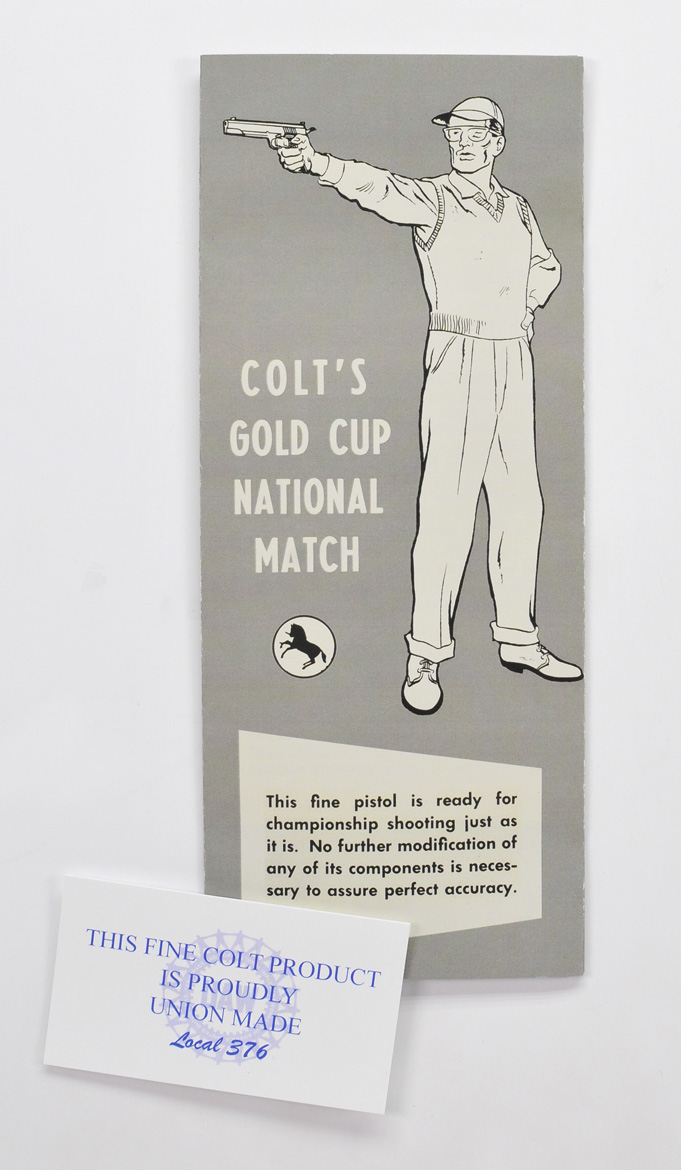 COLT'S
GOLD CUP
NATIONAL
MATCH
This fine pistol is ready for
championship shooting just as
it is. No further modification of
any of its components is neces-
sary to assure perfect accuracy.
THIS FINE COLT PRODUCT
IS PROUDLY
UNION MADE
Local 376
UAW